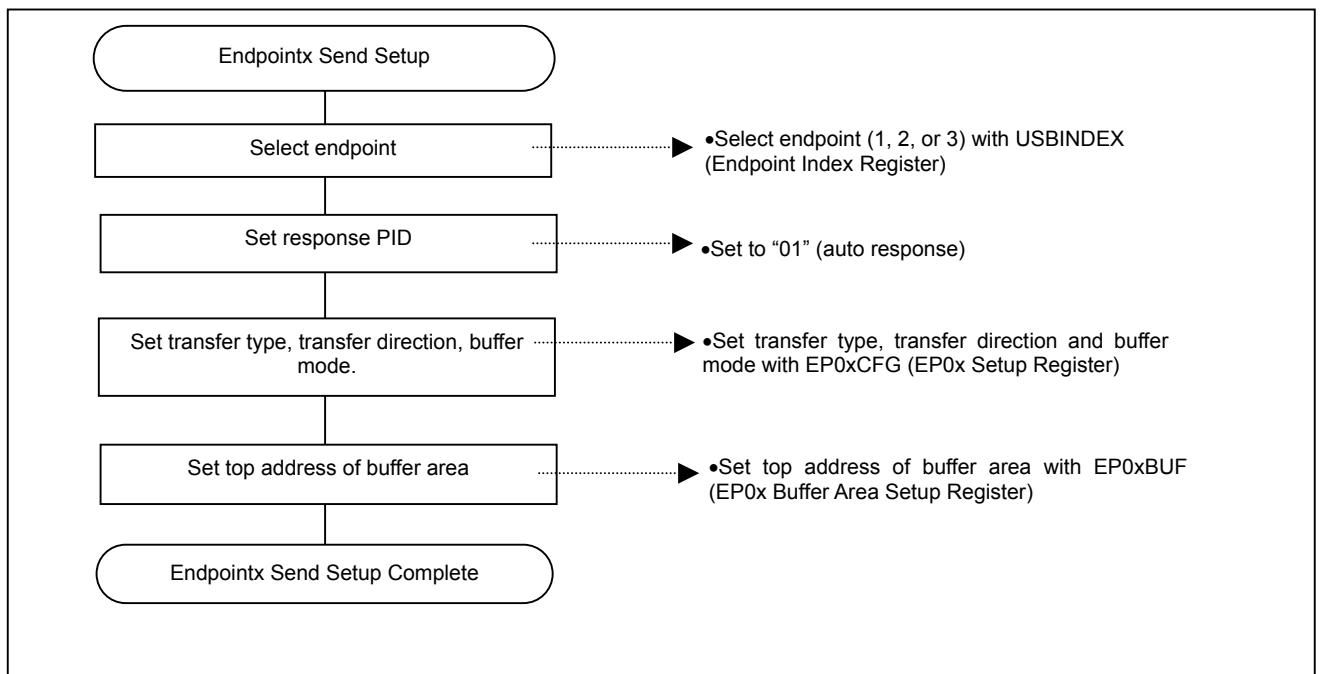 Endpointx Send Setup
Select endpoint
•Select endpoint (1, 2, or 3) with USBINDEX
(Endpoint Index Register)
Set response PID
•Set to “01” (auto response)
Set transfer type, transfer direction, buffer
mode.
•Set transfer type, transfer direction and buffer
mode with EP0xCFG (EP0x Setup Register)
Set top address of buffer area
•Set top address of buffer area with EP0xBUF
(EP0x Buffer Area Setup Register)
Endpointx Send Setup Complete